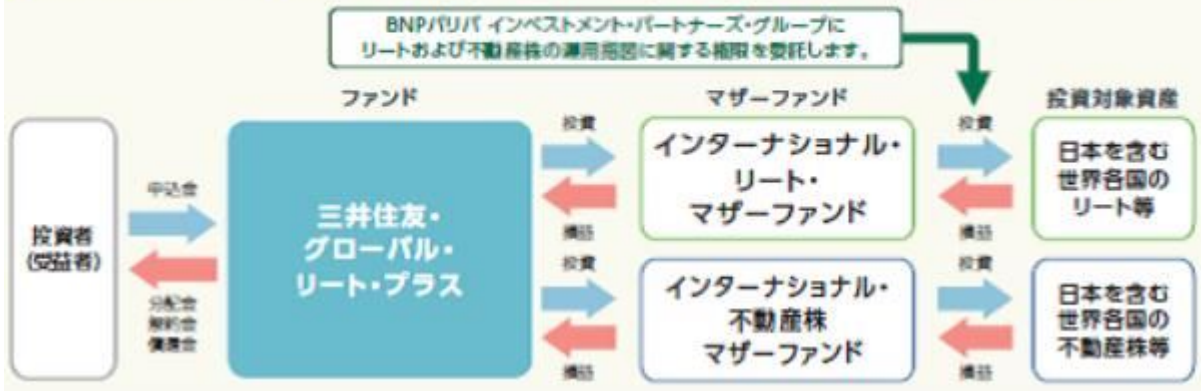 BNPパリバ インベストメント・パートナーズ・グループに
リートおよび不動産株の運用指図に関する権限を委託します。
ファンド
マザーファンド
投資対象資産
投資者
(受益者)
申込金
分配金
解約金
償還金
三井住友・
グローバル・
リート・プラス
投資
損益
インターナショナル・
リート・
マザーファンド
投資
損益
日本を含む
世界各国の
リート等
投資
損益
インターナショナル・
不動産株
マザーファンド
投資
損益
日本を含む
世界各国の
不動産株等